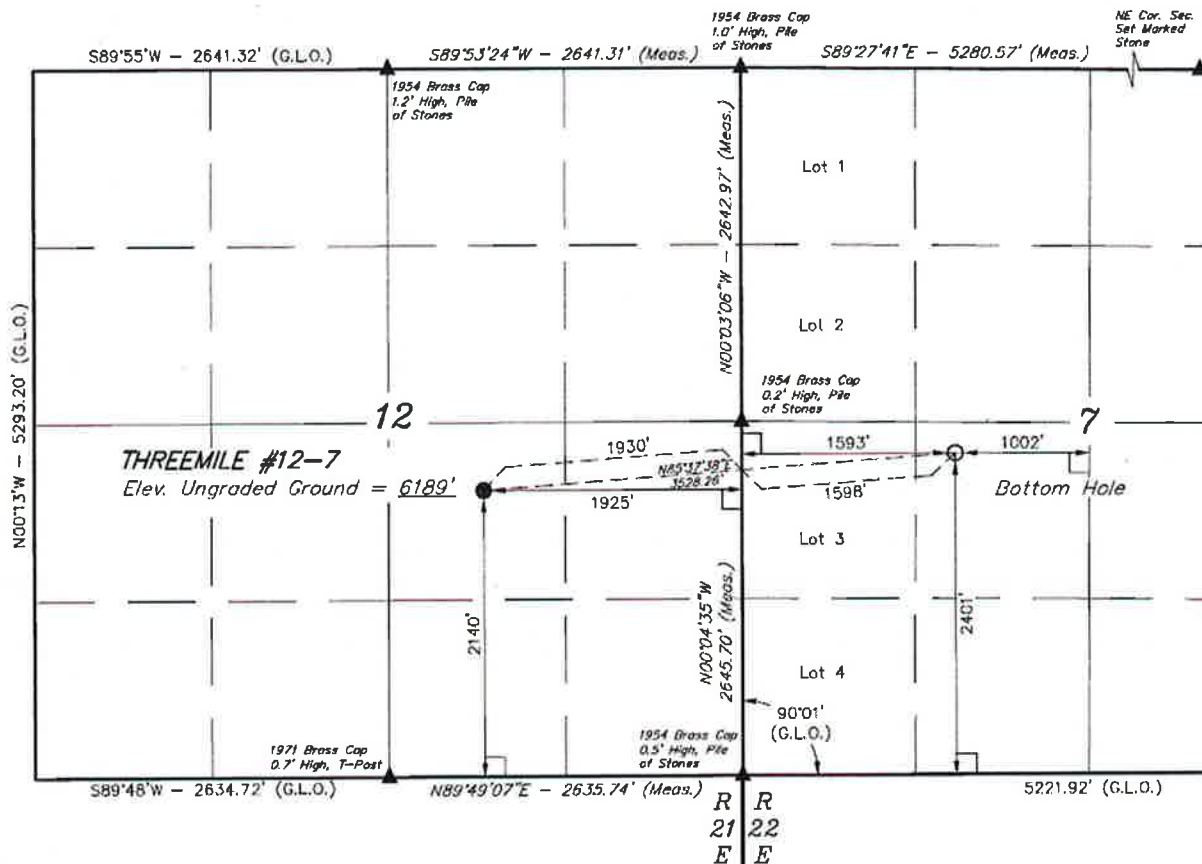 1954 Brass Cap
1.0' High, Pile
of Stones
NE Cor. Sec.
Set Marked
Stone
S89°55'W - 2641.32' (G.L.O.)
S89°53'24"W - 2641.31' (Meas.)
S89°27'41"E - 5280.57' (Meas.)
1954 Brass Cap
1.2' High, Pile
of Stones
N00°03'06"W - 2642.97' (Meas.)
Lot 1
Lot 2
N00°13'W - 5293.20' (G.L.O.)
1954 Brass Cap
0.2' High, Pile
of Stones
12
7
THREEMILE #12-7
Elev. Ungraded Ground = 6189'
1930'
N85°37'38"E
3528.26'
1925'
1593'
1002'
1598'
Bottom Hole
Lot 3
2140'
N00°04'35"W
2645.70' (Meas.)
2401'
Lot 4
90°01'
(G.L.O.)
1971 Brass Cap
0.7' High, T-Post
1954 Brass Cap
0.5' High, Pile
of Stones
S89°48'W - 2634.72' (G.L.O.)
N89°49'07"E - 2635.74' (Meas.)
5221.92' (G.L.O.)
R R
21 22
E E